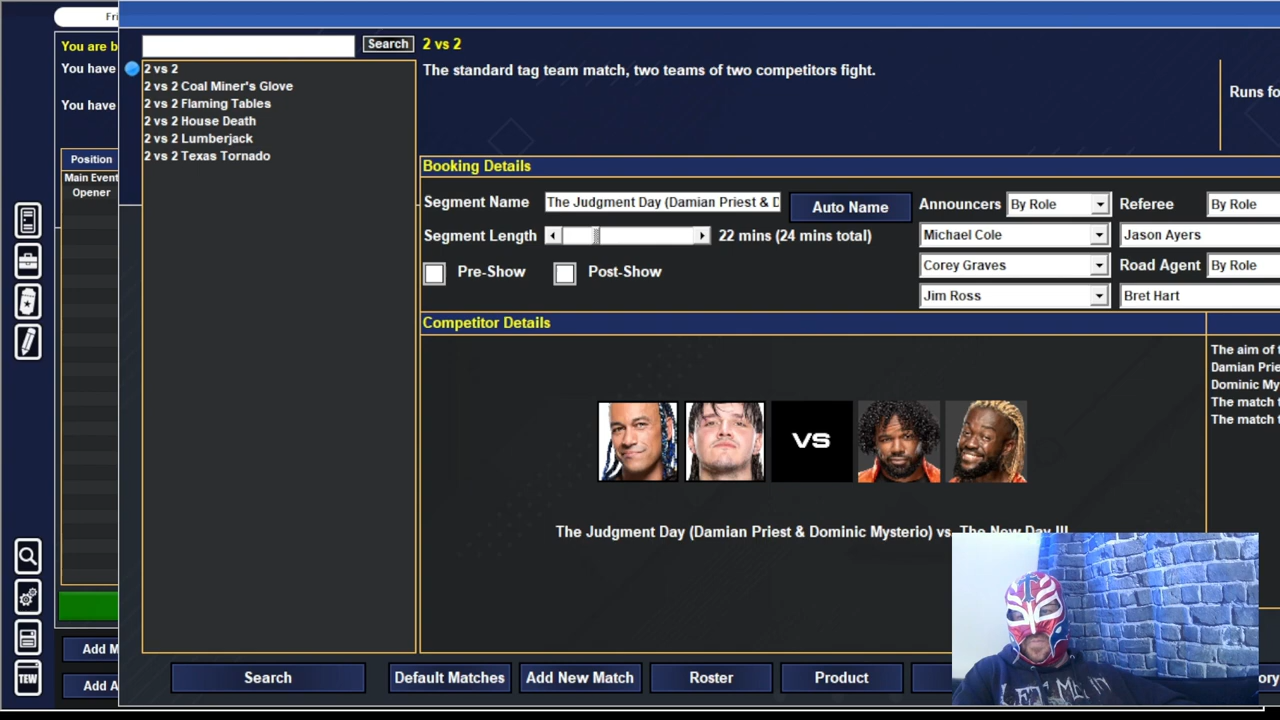 Fri
You are b
You have
You have
Position
Main Event
Opener
Add M
Add A
TEW
Search
2 vs 2
2 vs 2 Coal Miner's Glove
2 vs 2 Flaming Tables
2 vs 2 House Death
2 vs 2 Lumberjack
2 vs 2 Texas Tornado
2 vs 2
The standard tag team match, two teams of two competitors fight.
Runs fo
Booking Details
Segment Name The Judgment Day (Damian Priest & D Auto Name Announcers By Role Referee By Role
Segment Length 22 mins (24 mins total) Michael Cole Jason Ayers
Pre-Show Post-Show Corey Graves Road Agent By Role
Jim Ross Bret Hart
Competitor Details
The aim of t
Damian Prie
Dominic My
The match t
The match t
VS
The Judgment Day (Damian Priest & Dominic Mysterio) vs. The New Day III
Search Default Matches Add New Match Roster Product ory